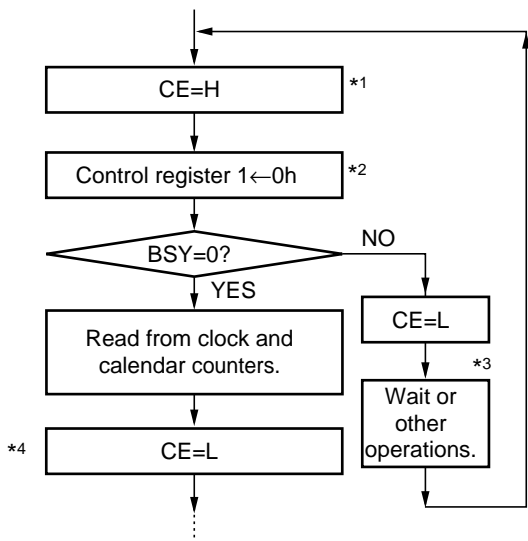 CE=H
*1
Control register 1←0h
*2
BSY=0?
NO
YES
Read from clock and
calendar counters.
CE=L
*3
Wait or
other
operations.
*4
CE=L